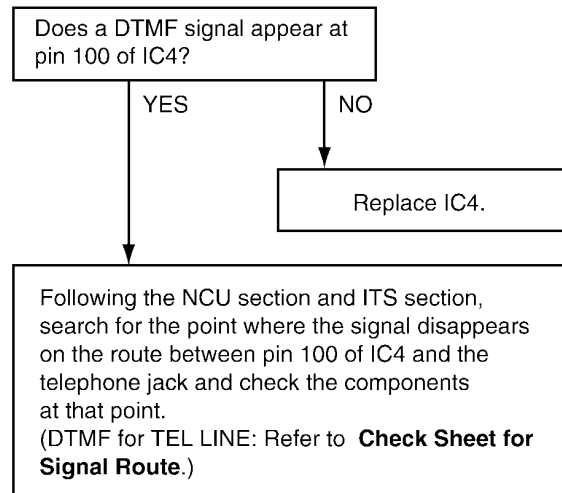 Does a DTMF signal appear at
pin 100 of IC4?
YES
NO
Replace IC4.
Following the NCU section and ITS section,
search for the point where the signal disappears
on the route between pin 100 of IC4 and the
telephone jack and check the components
at that point.
(DTMF for TEL LINE: Refer to Check Sheet for
Signal Route.)